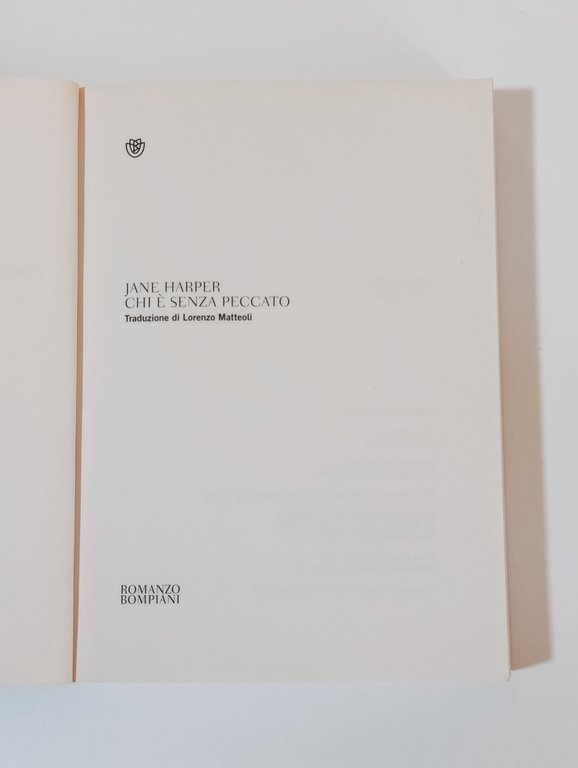 JANE HARPER
CHI È SENZA PECCATO
Traduzione di Lorenzo Matteoli
ROMANZO
BOMPIANI